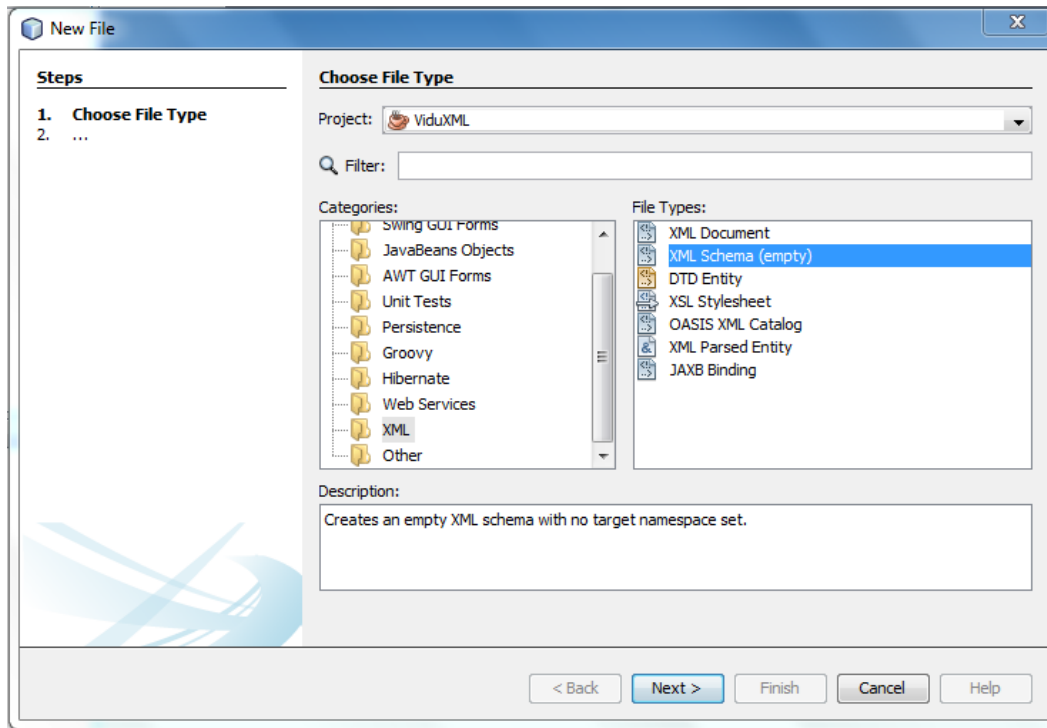 New File
Steps
1. Choose File Type
2. ...
Choose File Type
Project: ViduXML
Filter:
Categories:
Swing GUI Forms
JavaBeans Objects
AWT GUI Forms
Unit Tests
Persistence
Groovy
Hibernate
Web Services
XML
Other
File Types:
XML Document
XML Schema (empty)
DTD Entity
XSL Stylesheet
OASIS XML Catalog
XML Parsed Entity
JAXB Binding
Description:
Creates an empty XML schema with no target namespace set.
< Back Next > Finish Cancel Help